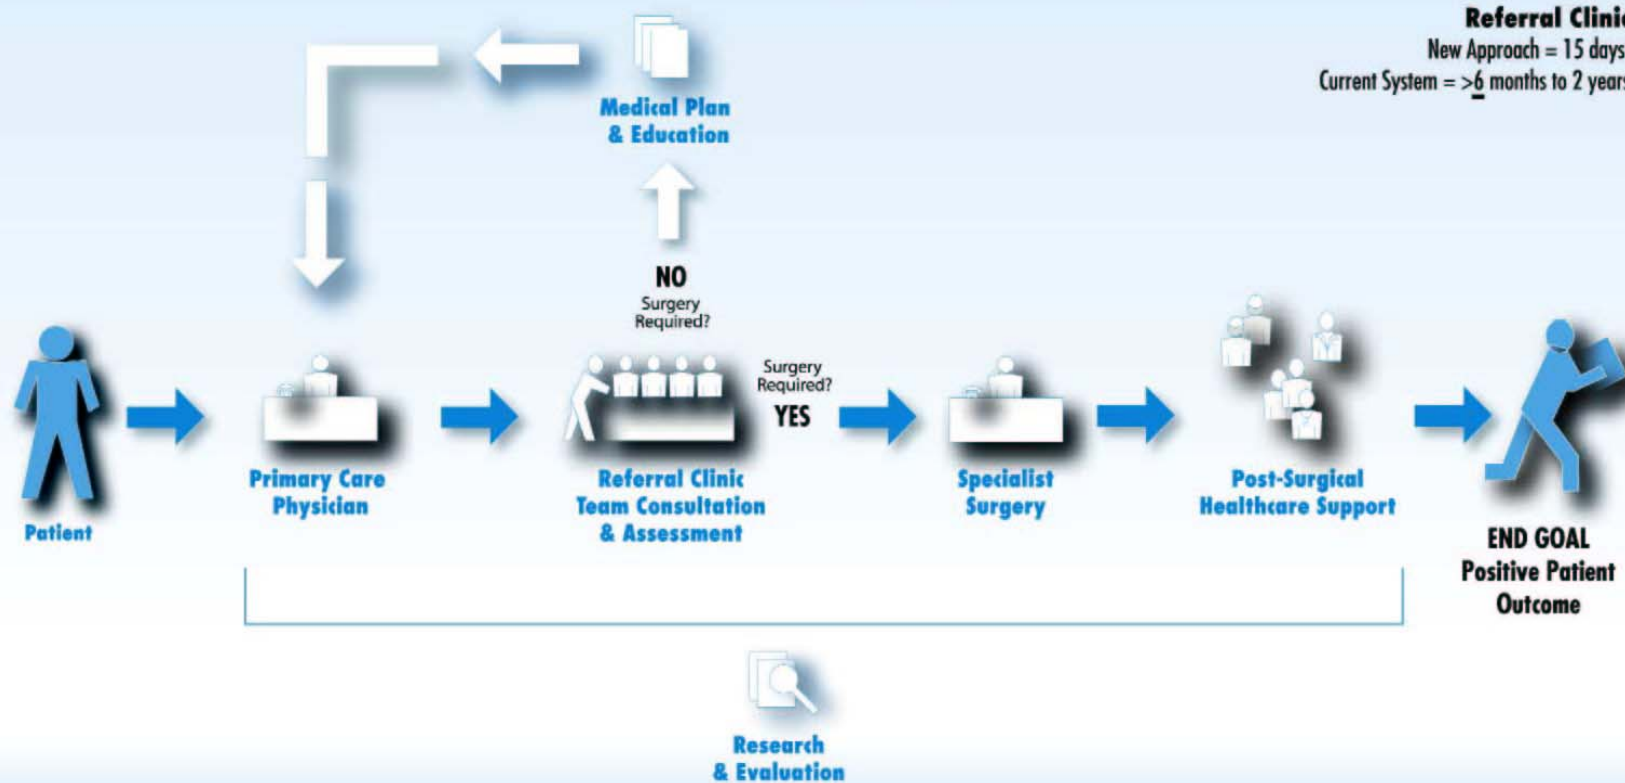 Referral Clinic
New Approach = 15 days
Current System = >6 months to 2 years
Medical Plan
& Education
NO
Surgery
Required?
Surgery
Required?
YES
Patient
Primary Care
Physician
Referral Clinic
Team Consultation
& Assessment
Specialist
Surgery
Post-Surgical
Healthcare Support
END GOAL
Positive Patient
Outcome
Research
& Evaluation